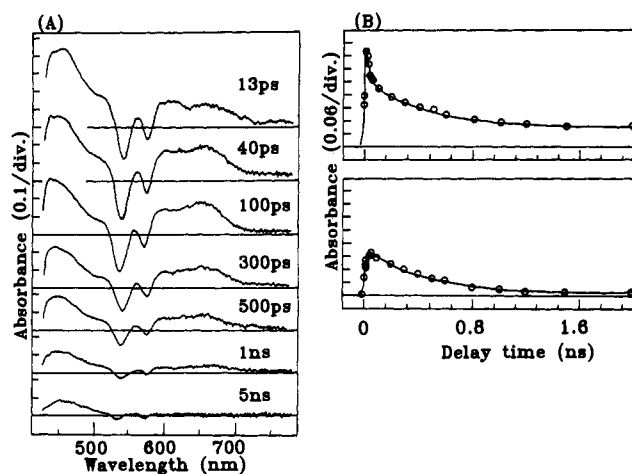 (A)
13ps
40ps
100ps
300ps
500ps
1ns
5ns
Absorbance (0.1/div.)
500 600 700
Wavelength (nm)
(B)
Absorbance (0.06/div.)
0 0.8 1.6
Delay time (ns)